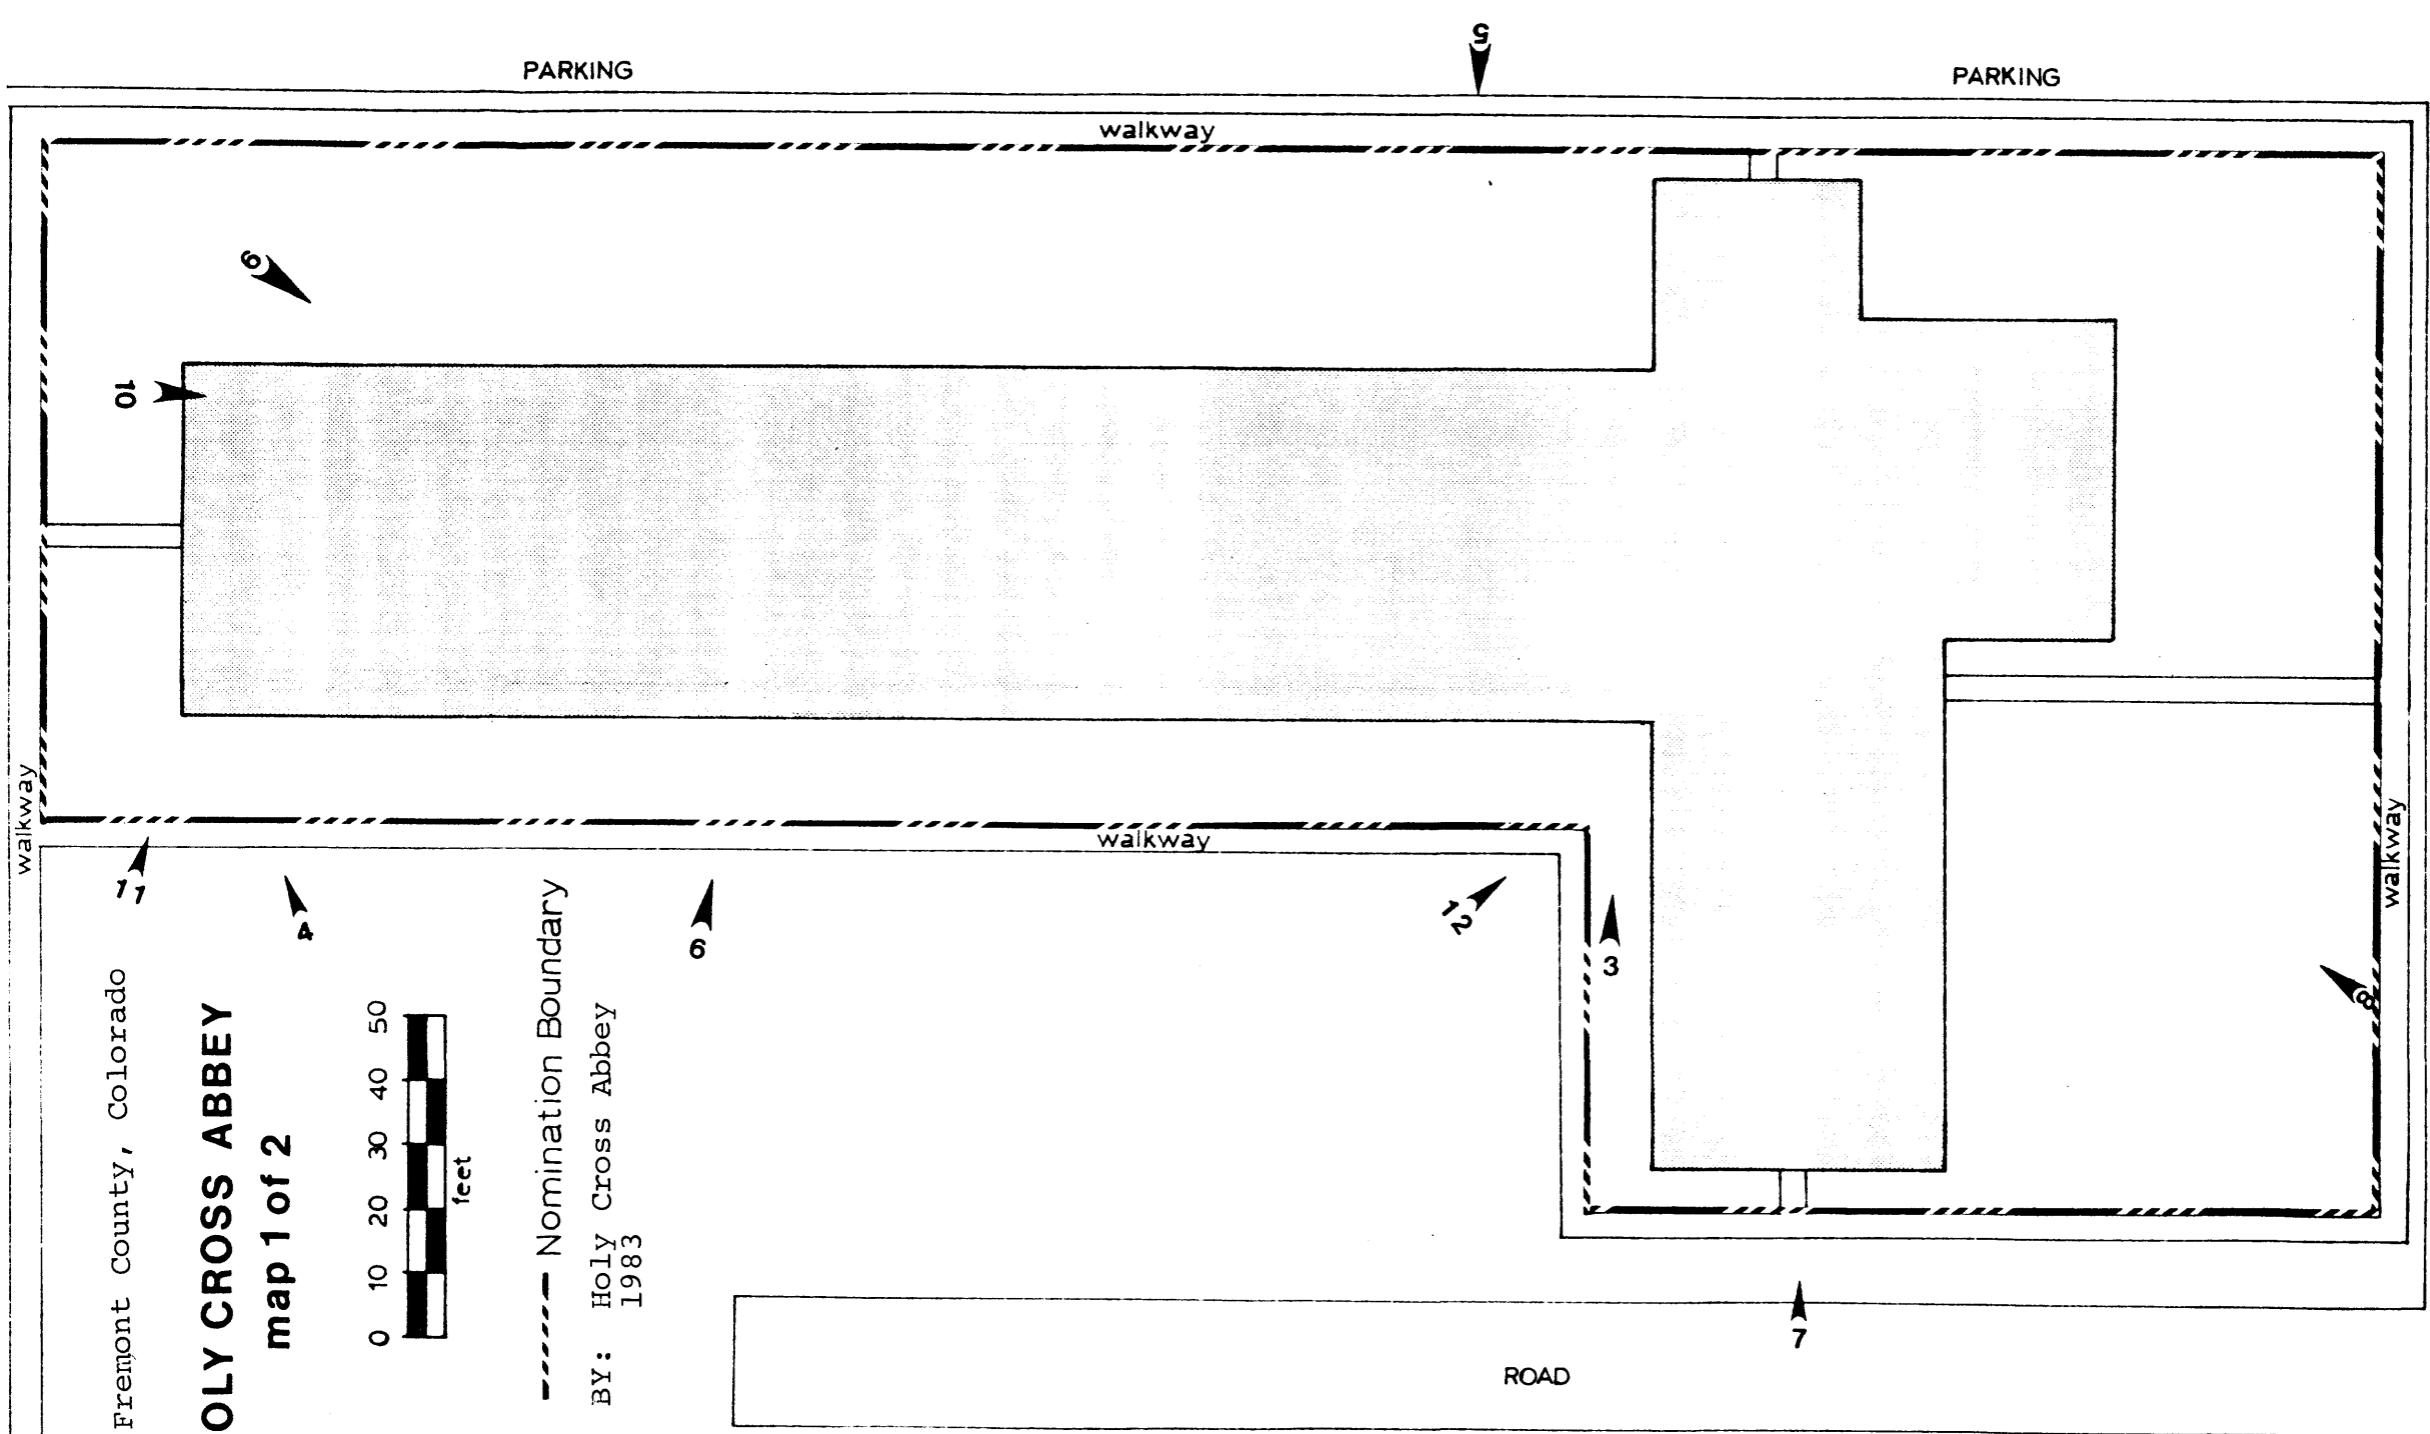 PARKING
5
PARKING
walkway
9
10
walkway
walkway
walkway
11
4
6
12
3
8
7
ROAD
Fremont County, Colorado
OLY CROSS ABBEY
map 1 of 2
0 10 20 30 40 50
feet
Nomination Boundary
BY: Holy Cross Abbey
1983